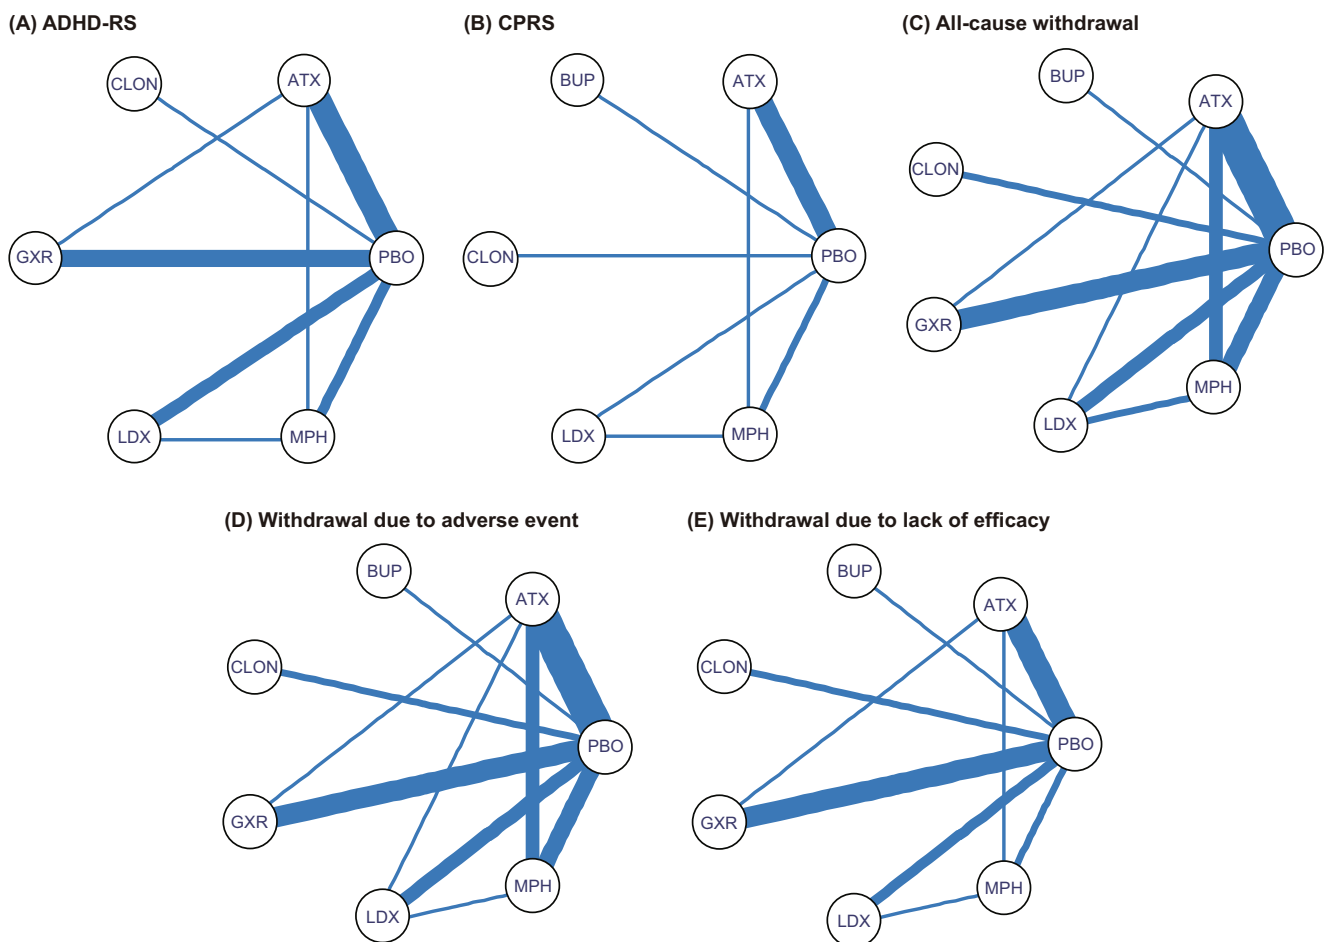 (A) ADHD-RS
CLON
ATX
GXR
PBO
LDX
MPH
(B) CPRS
BUP
ATX
CLON
PBO
LDX
MPH
(C) All-cause withdrawal
BUP
ATX
CLON
PBO
GXR
MPH
LDX
(D) Withdrawal due to adverse event
BUP
ATX
CLON
PBO
GXR
MPH
LDX
(E) Withdrawal due to lack of efficacy
BUP
ATX
CLON
PBO
GXR
MPH
LDX